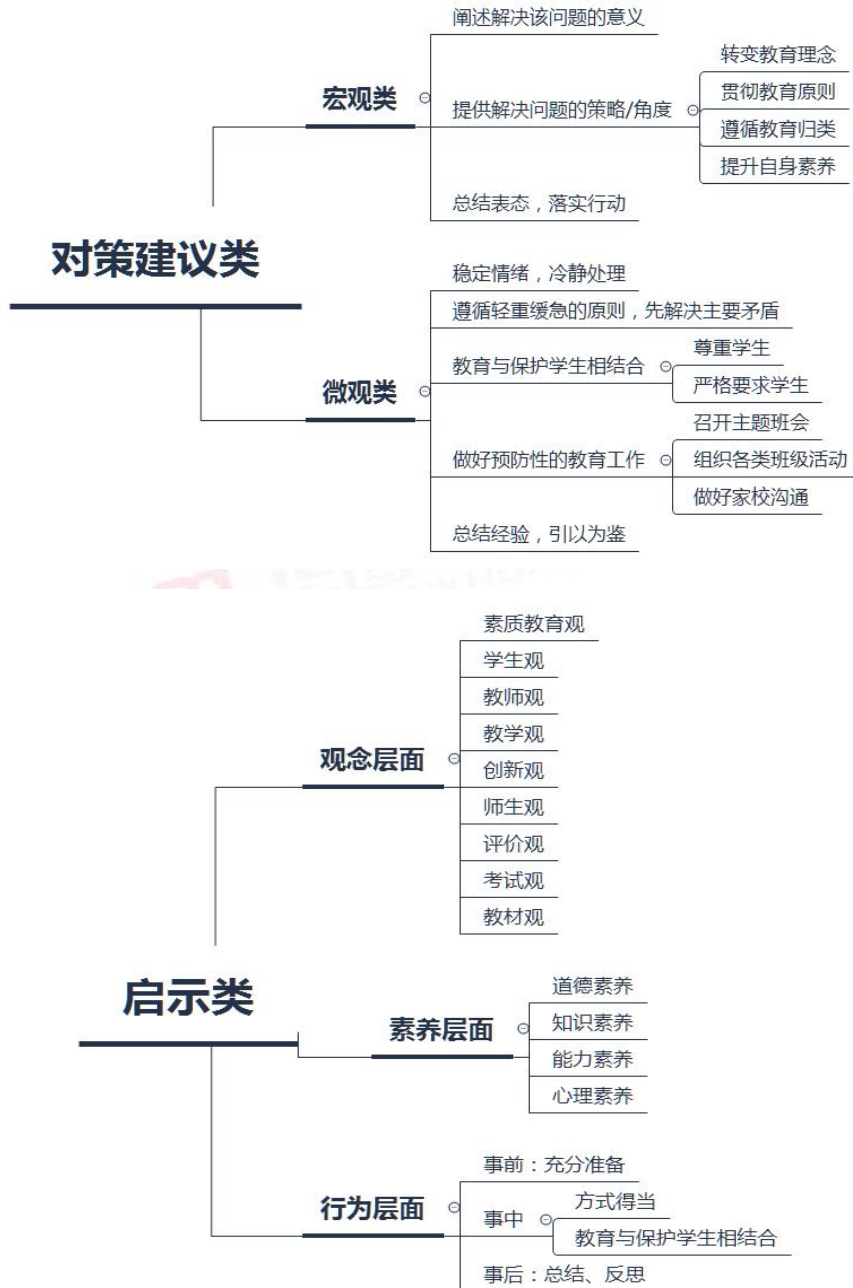 对策建议类
宏观类
阐述解决该问题的意义
提供解决问题的策略/角度
转变教育理念
贯彻教育原则
遵循教育归类
提升自身素养
总结表态，落实行动
微观类
稳定情绪，冷静处理
遵循轻重缓急的原则，先解决主要矛盾
教育与保护学生相结合
尊重学生
严格要求学生
做好预防性的教育工作
召开主题班会
组织各类班级活动
做好家校沟通
总结经验，引以为鉴
启示类
观念层面
素质教育观
学生观
教师观
教学观
创新观
师生观
评价观
考试观
教材观
素养层面
道德素养
知识素养
能力素养
心理素养
行为层面
事前：充分准备
事中
方式得当
教育与保护学生相结合
事后：总结、反思